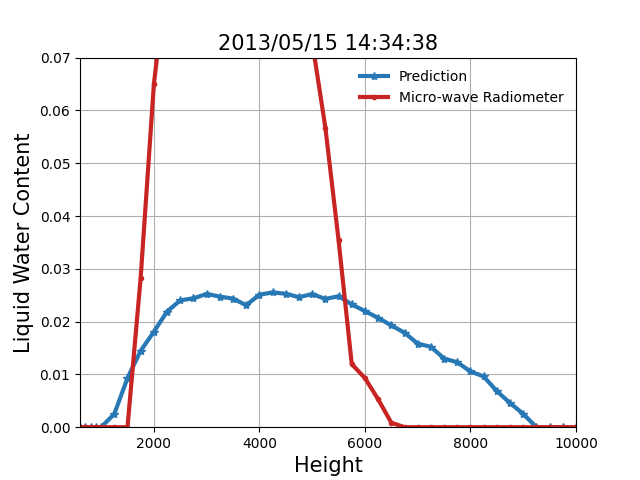 2013/05/15 14:34:38
Prediction
Micro-wave Radiometer
Liquid Water Content
0.07
0.06
0.05
0.04
0.03
0.02
0.01
0.00
2000 4000 6000 8000 10000
Height